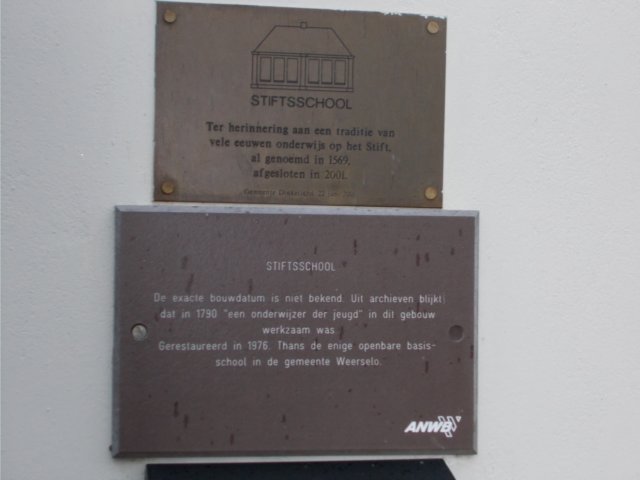 STIFTSSCHOOL
Ter herinnering aan een traditie van
vele eeuwen onderwijs op het Stift,
al genoemd in 1569,
afgesloten in 2001.
Gemeente
STIFTSSCHOOL
De exacte bouwdatum is niet bekend. Uit archieven blijkt
dat in 1790 "een onderwijzer der jeugd" in dit gebouw
werkzaam was.
Gerestaureerd in 1976. Thans de enige openbare basis-
school in de gemeente Weerselo.
ANWB